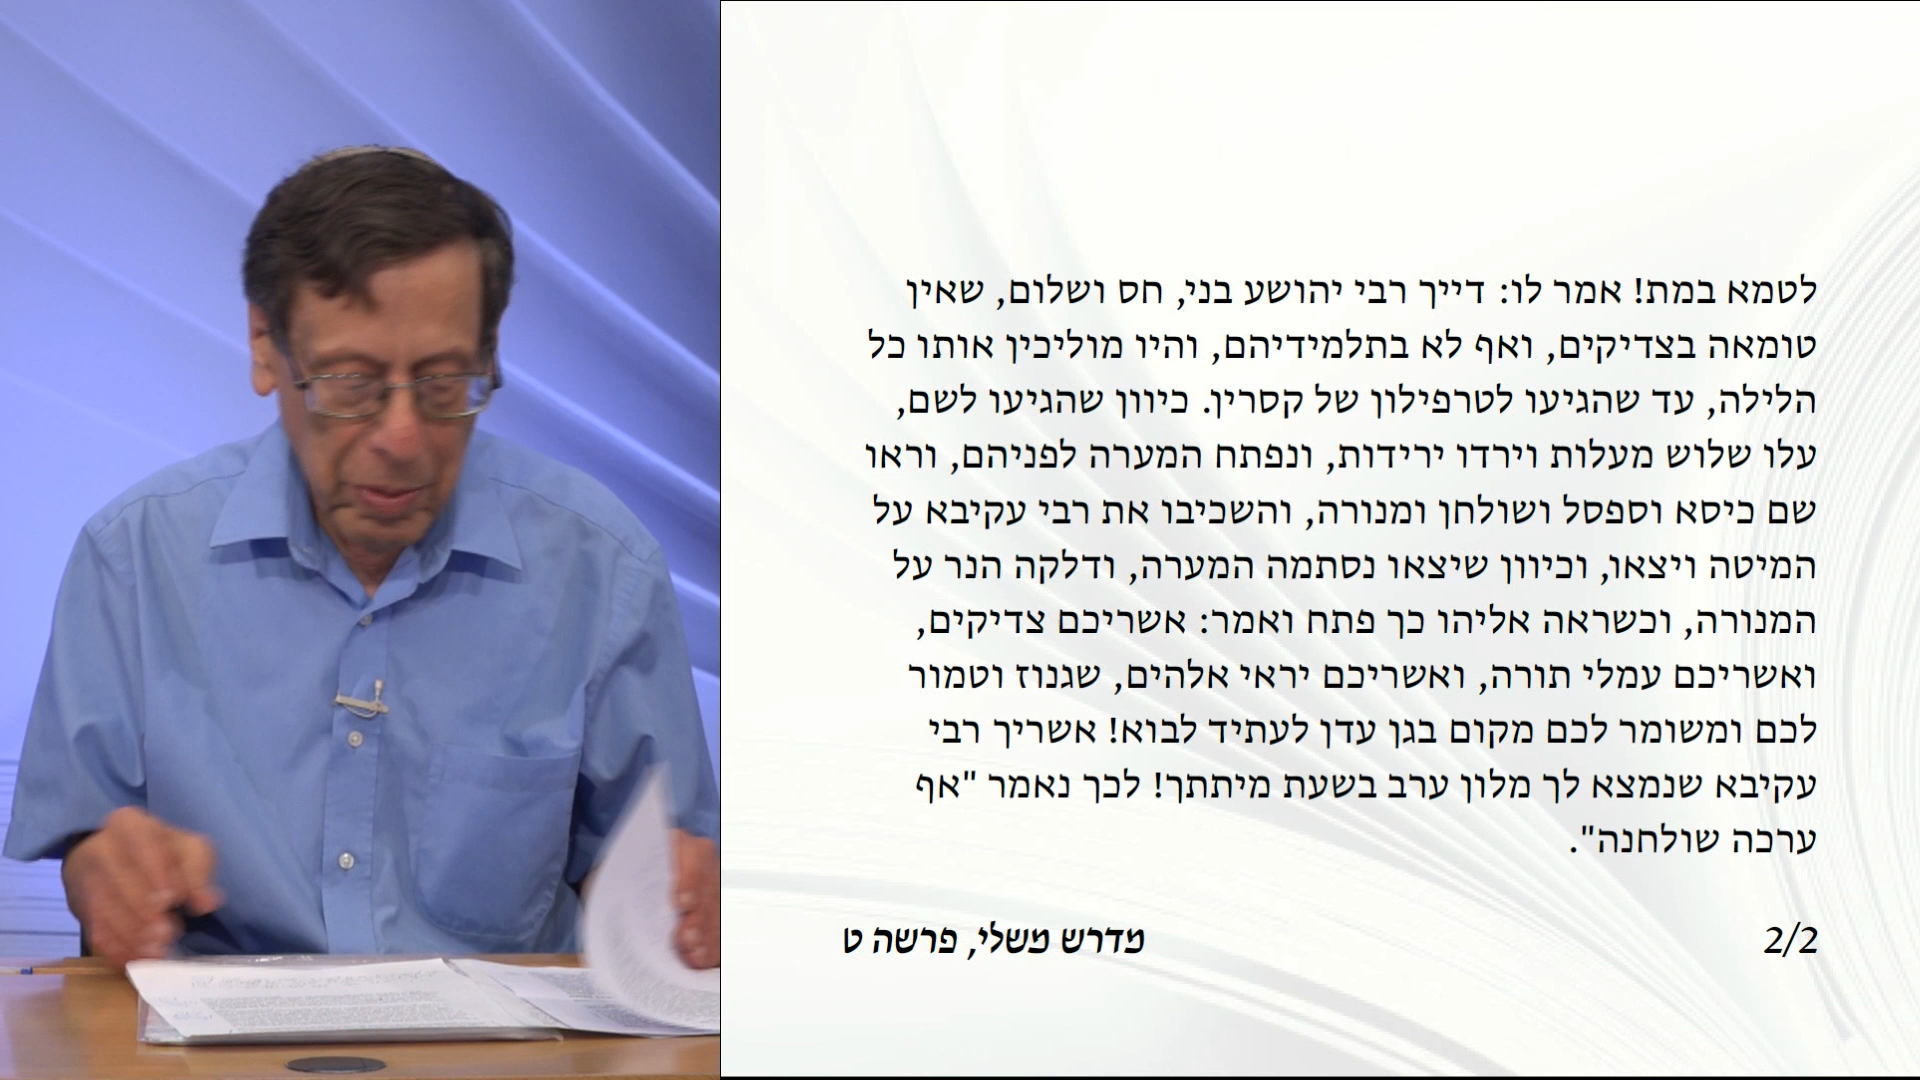 לטמא במת! אמר לו: דייך רבי יהושע בני, חס ושלום, שאין
טומאה בצדיקים, ואף לא בתלמידיהם, והיו מוליכין אותו כל
הלילה, עד שהגיעו לטרפילון של קסרין. כיוון שהגיעו לשם,
עלו שלוש מעלות וירדו ירידות, ונפתח המערה לפניהם, וראו
שם כיסא וספסל ושולחן ומנורה, והשכיבו את רבי עקיבא על
המיטה ויצאו, וכיוון שיצאו נסתמה המערה, ודלקה הנר על
המנורה, וכשראה אליהו כך פתח ואמר: אשריכם צדיקים,
ואשריכם עמלי תורה, ואשריכם יראי אלהים, שגנוז וטמור
לכם ומשומר לכם מקום בגן עדן לעתיד לבוא! אשריך רבי
עקיבא שנמצא לך מלון ערב בשעת מיתתך! לכך נאמר "אף
ערכה שולחנה".
2/2
מדרש משלי, פרשה ט